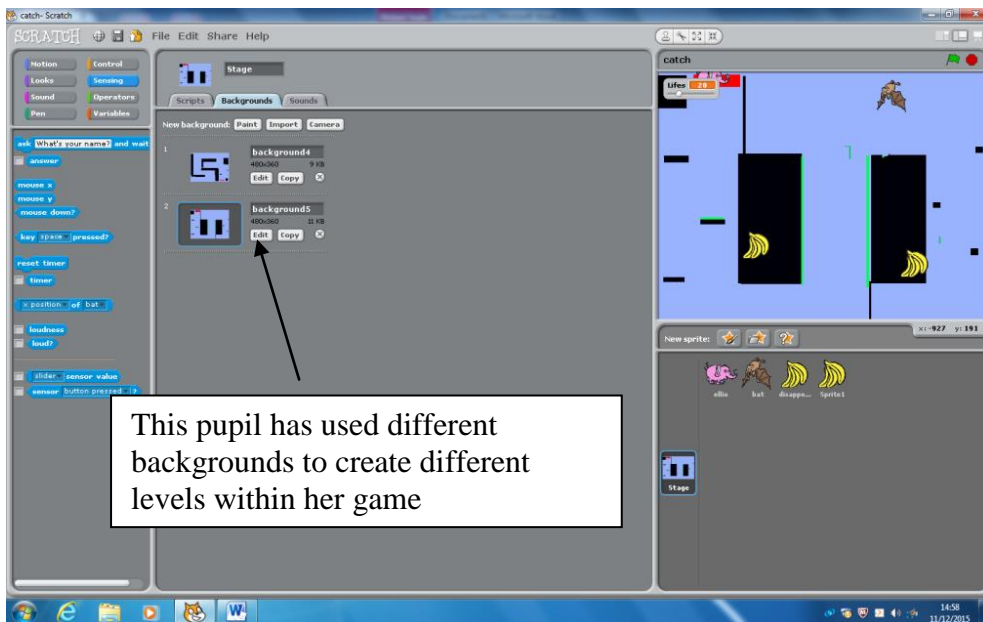 catch- Scratch
SCRATCH File Edit Share Help
Motion Control
Looks Sensing
Sound Operators
Pen Variables
ask What's your name? and wait
answer
mouse x
mouse y
mouse down?
key space pressed?
reset timer
timer
x position of bat
loudness
loud?
slider sensor value
sensor button pressed ?
Stage
Scripts Backgrounds Sounds
New background: Paint Import Camera
1
background4
480x360 9 KB
Edit Copy
2
background5
480x360 11 KB
Edit Copy
This pupil has used different
backgrounds to create different
levels within her game
catch
lifes 20
x: -927 y: 191
New sprite:
ellie bat disappe... Sprite1
Stage
14:58
11/12/2015